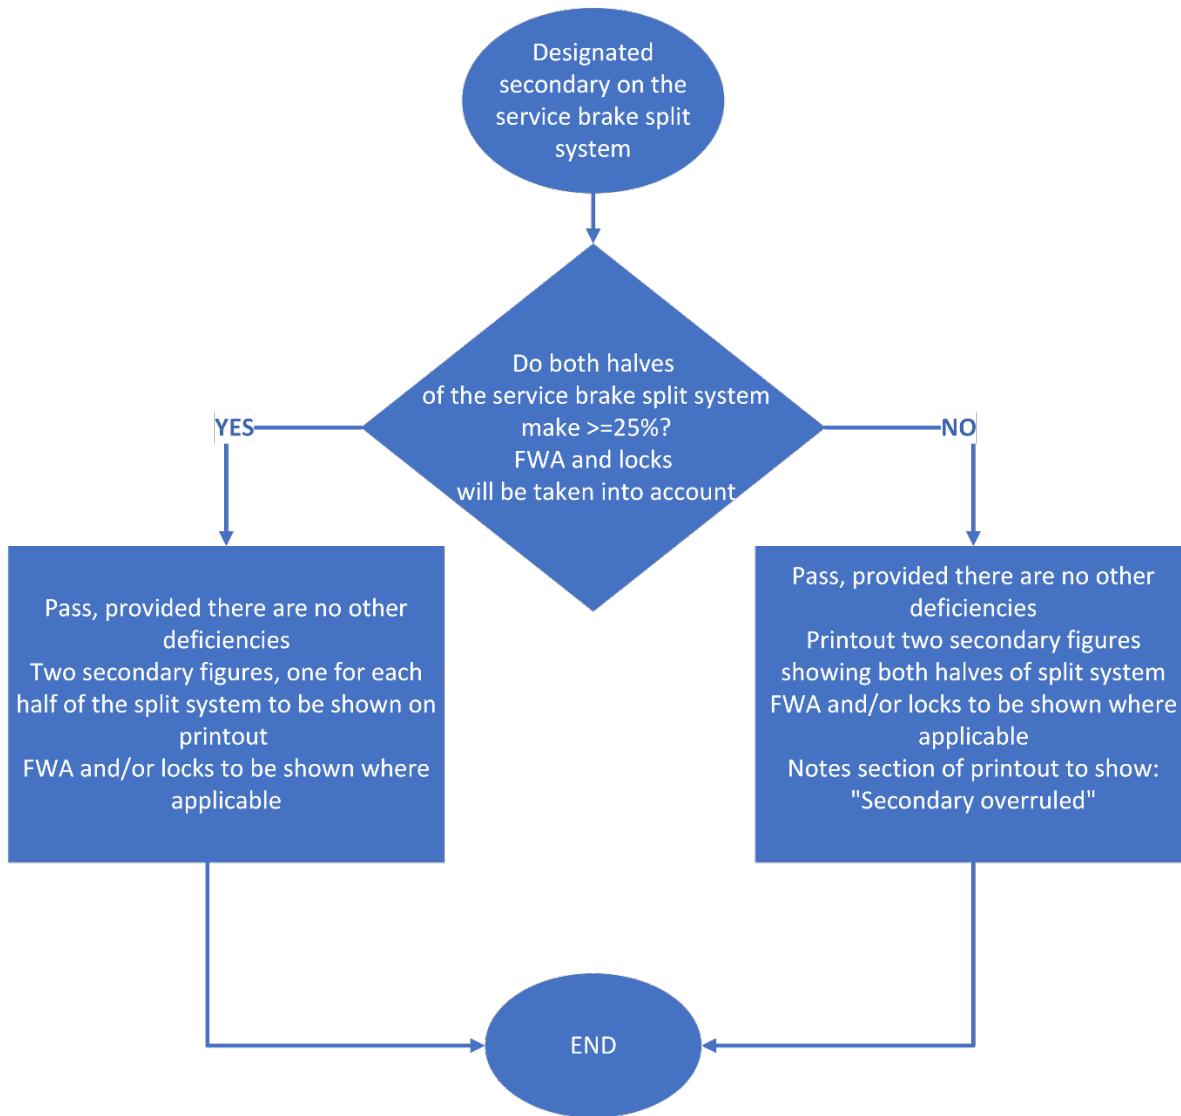 Designated
secondary on the
service brake split
system
Do both halves
of the service brake split system
make >=25%?
FWA and locks
will be taken into account
YES
NO
Pass, provided there are no other
deficiencies
Two secondary figures, one for each
half of the split system to be shown on
printout
FWA and/or locks to be shown where
applicable
Pass, provided there are no other
deficiencies
Printout two secondary figures
showing both halves of split system
FWA and/or locks to be shown where
applicable
Notes section of printout to show:
"Secondary overruled"
END